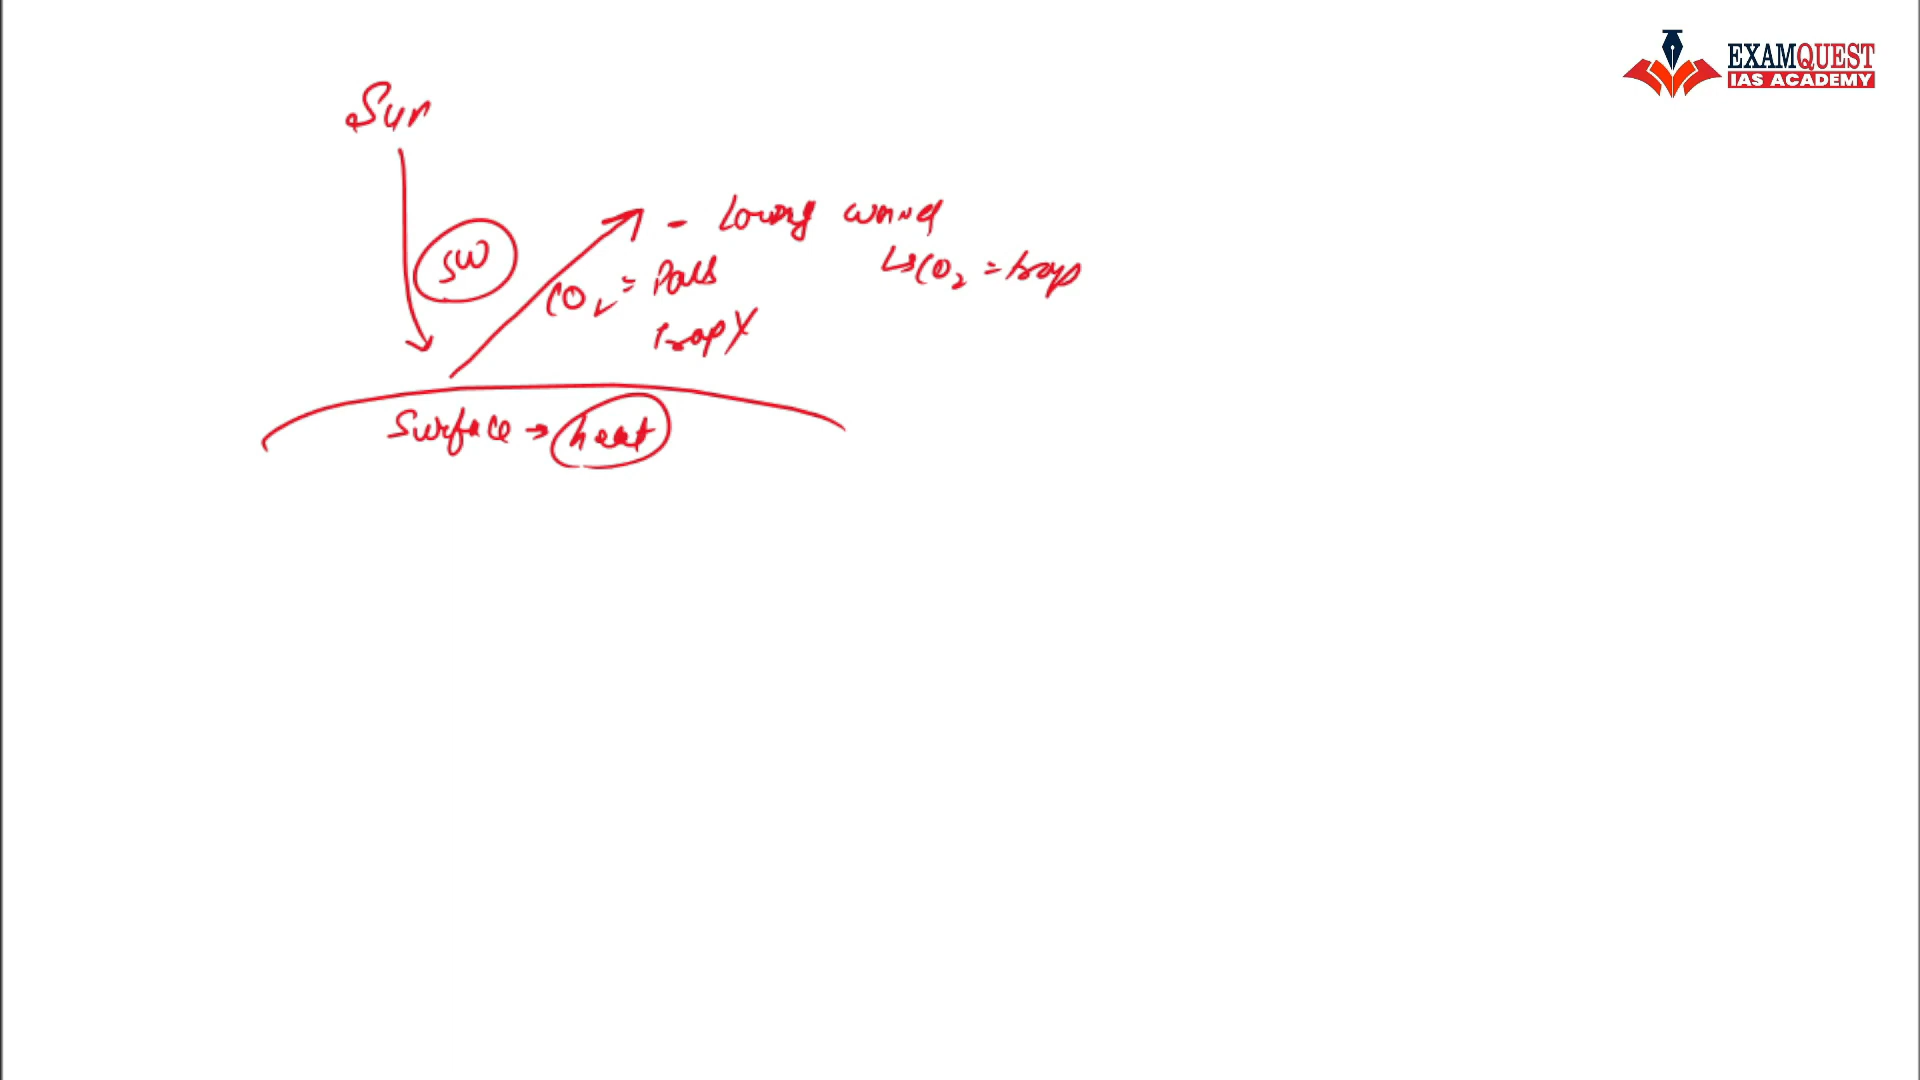 EXAMQUEST
IAS ACADEMY
Sun
SW
- Long wave
↳ CO₂ = trap
CO₂ = Pass
trap X
Surface → heat